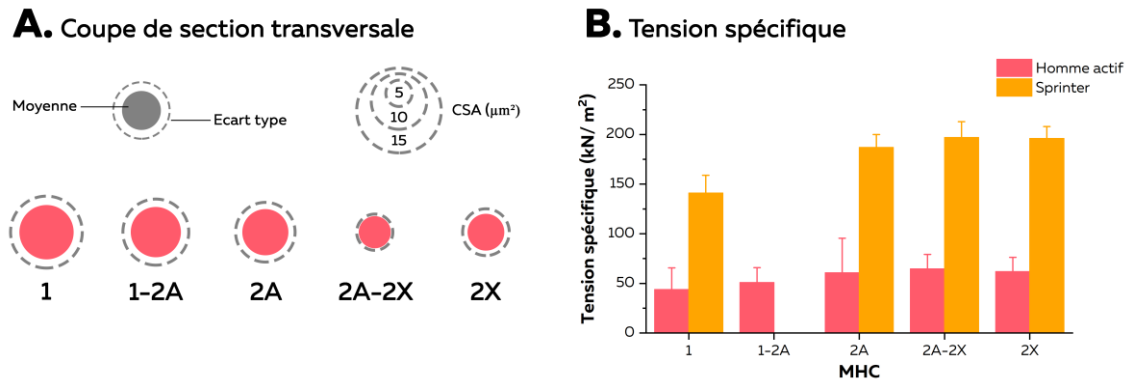 A. Coupe de section transversale
Moyenne
Ecart type
5
10
15
CSA (µm²)
1
1-2A
2A
2A-2X
2X
B. Tension spécifique
Homme actif
Sprinter
Tension spécifique (kN/ m²)
250
200
150
100
50
0
1
1-2A
2A
2A-2X
2X
MHC